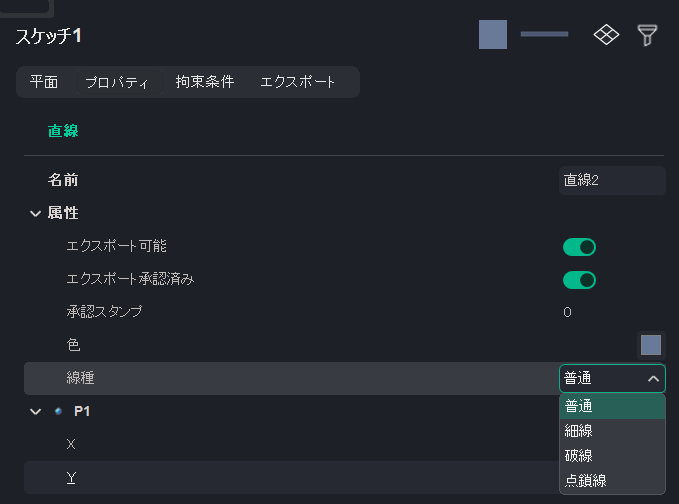 スケッチ1
平面 プロパティ 拘束条件 エクスポート
直線
名前 直線2
属性
エクスポート可能
エクスポート承認済み
承認スタンプ 0
色
線種 普通
普通
細線
破線
点鎖線
P1
X
Y